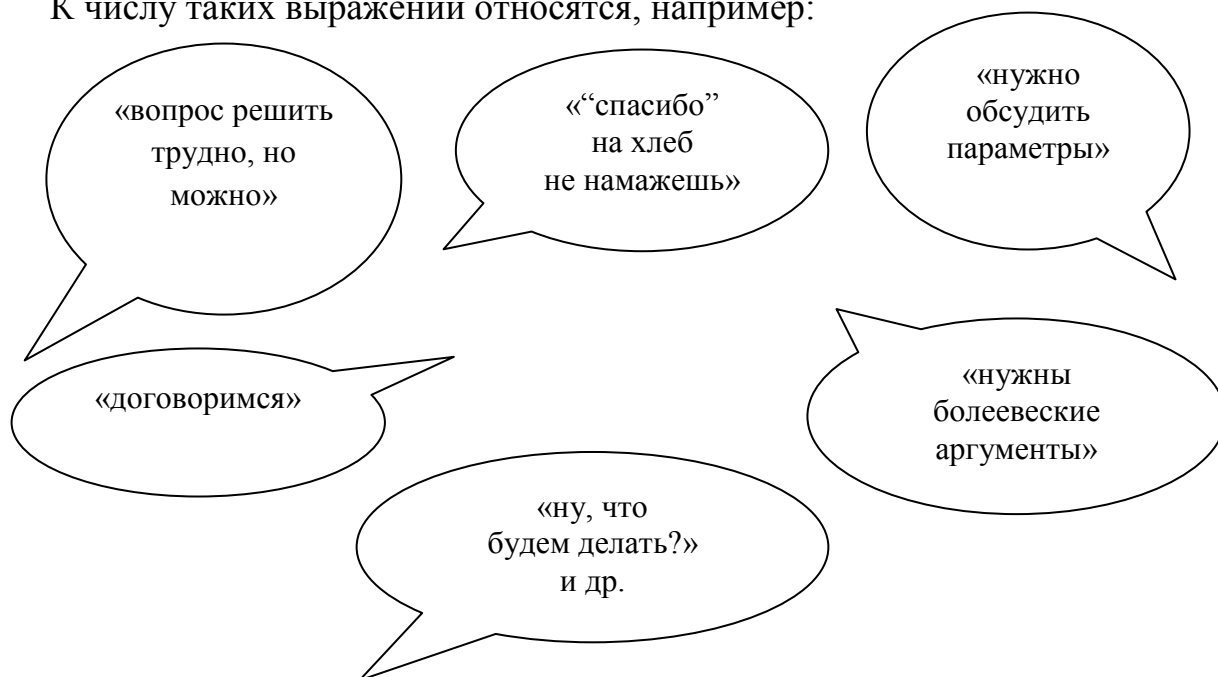 К числу таких выражений относятся, например:
«вопрос решить
трудно, но
можно»
«“спасибо”
на хлеб
не намажешь»
«нужно
обсудить
параметры»
«договоримся»
«нужны
болеевеские
аргументы»
«ну, что
будем делать?»
и др.